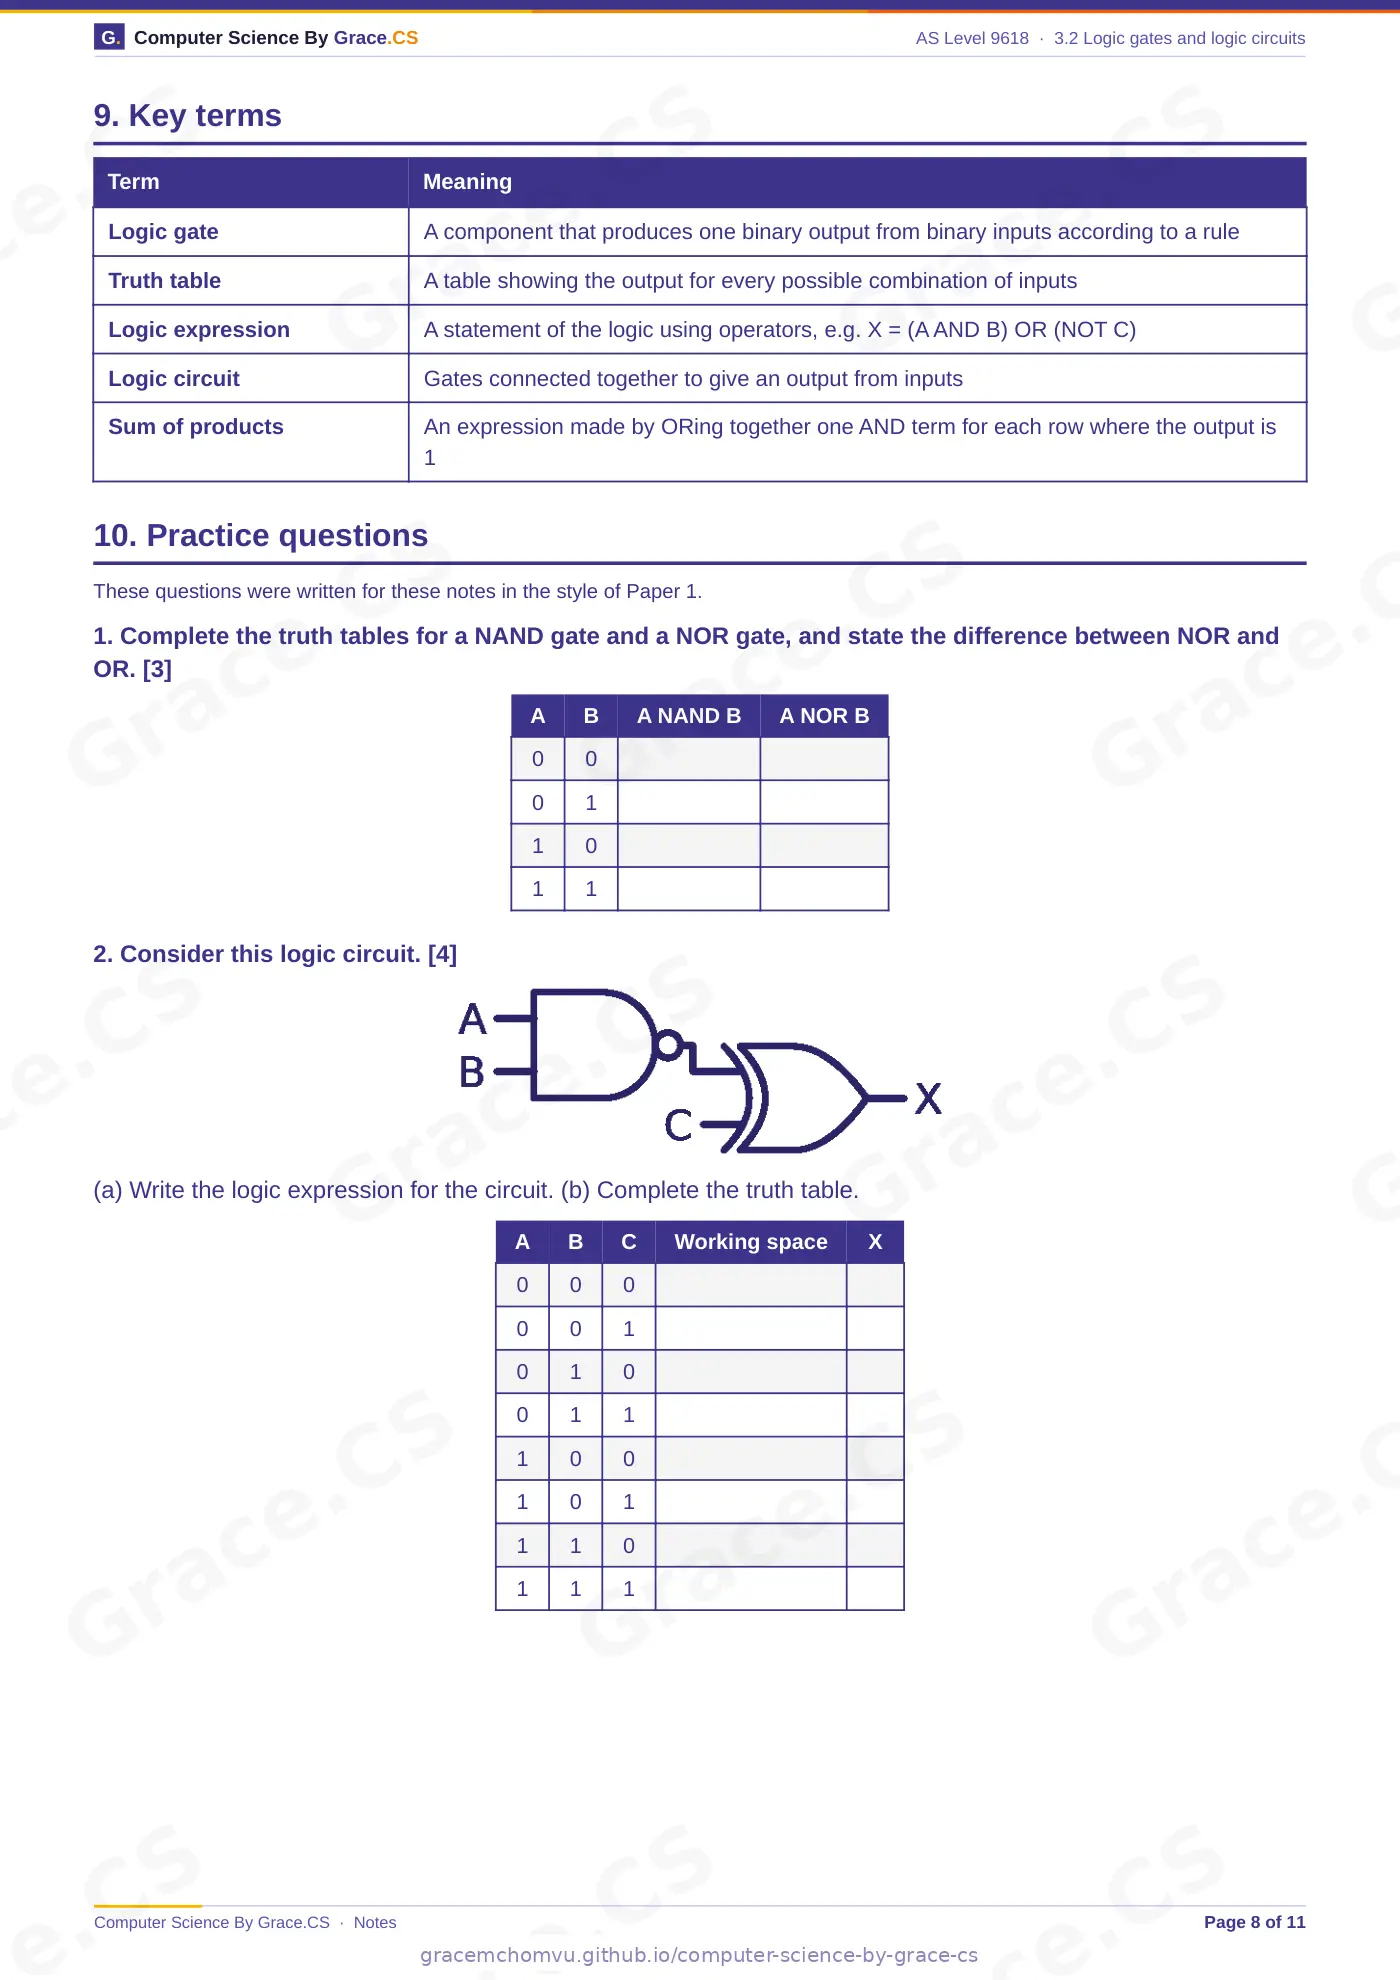 G. Computer Science By Grace.CS
AS Level 9618 · 3.2 Logic gates and logic circuits
9. Key terms
Term Meaning
Logic gate A component that produces one binary output from binary inputs according to a rule
Truth table A table showing the output for every possible combination of inputs
Logic expression A statement of the logic using operators, e.g. X = (A AND B) OR (NOT C)
Logic circuit Gates connected together to give an output from inputs
Sum of products An expression made by ORing together one AND term for each row where the output is
1
10. Practice questions
These questions were written for these notes in the style of Paper 1.
1. Complete the truth tables for a NAND gate and a NOR gate, and state the difference between NOR and
OR. [3]
A B A NAND B A NOR B
0 0
0 1
1 0
1 1
2. Consider this logic circuit. [4]
A
B
C
X
(a) Write the logic expression for the circuit. (b) Complete the truth table.
A B C Working space X
0 0 0
0 0 1
0 1 0
0 1 1
1 0 0
1 0 1
1 1 0
1 1 1
Computer Science By Grace.CS · Notes
Page 8 of 11
gracemchomvu.github.io/computer-science-by-grace-cs